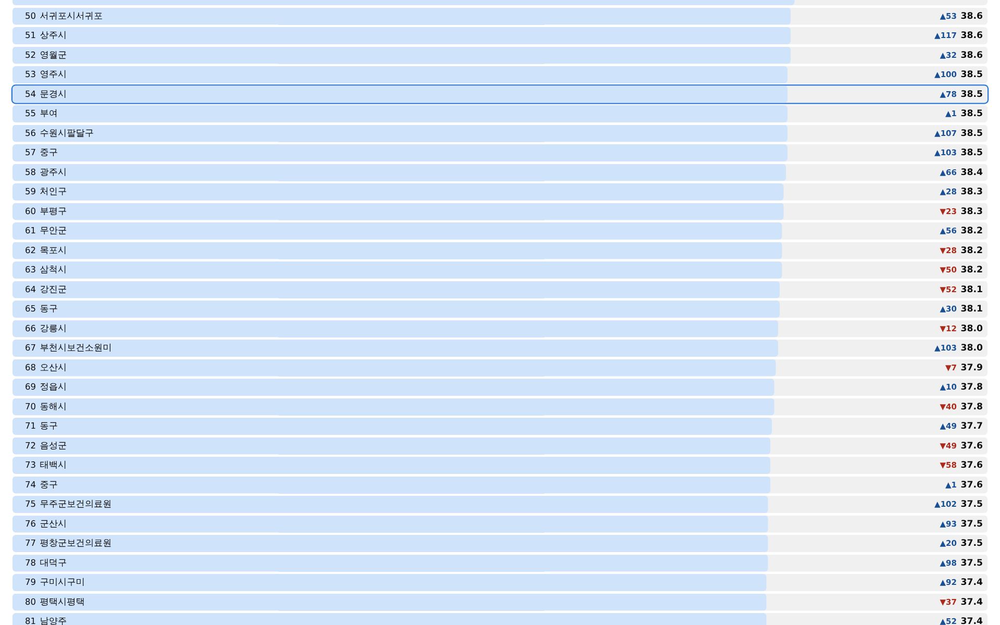 50 서귀포시서귀포 ▲53 38.6
51 상주시 ▲117 38.6
52 영월군 ▲32 38.6
53 영주시 ▲100 38.5
54 문경시 ▲78 38.5
55 부여 ▲1 38.5
56 수원시팔달구 ▲107 38.5
57 중구 ▲103 38.5
58 광주시 ▲66 38.4
59 처인구 ▲28 38.3
60 부평구 ▼23 38.3
61 무안군 ▲56 38.2
62 목포시 ▼28 38.2
63 삼척시 ▼50 38.2
64 강진군 ▼52 38.1
65 동구 ▲30 38.1
66 강릉시 ▼12 38.0
67 부천시보건소원미 ▲103 38.0
68 오산시 ▼7 37.9
69 정읍시 ▲10 37.8
70 동해시 ▼40 37.8
71 동구 ▲49 37.7
72 음성군 ▼49 37.6
73 태백시 ▼58 37.6
74 중구 ▲1 37.6
75 무주군보건의료원 ▲102 37.5
76 군산시 ▲93 37.5
77 평창군보건의료원 ▲20 37.5
78 대덕구 ▲98 37.5
79 구미시구미 ▲92 37.4
80 평택시평택 ▼37 37.4
81 남양주 ▲52 37.4